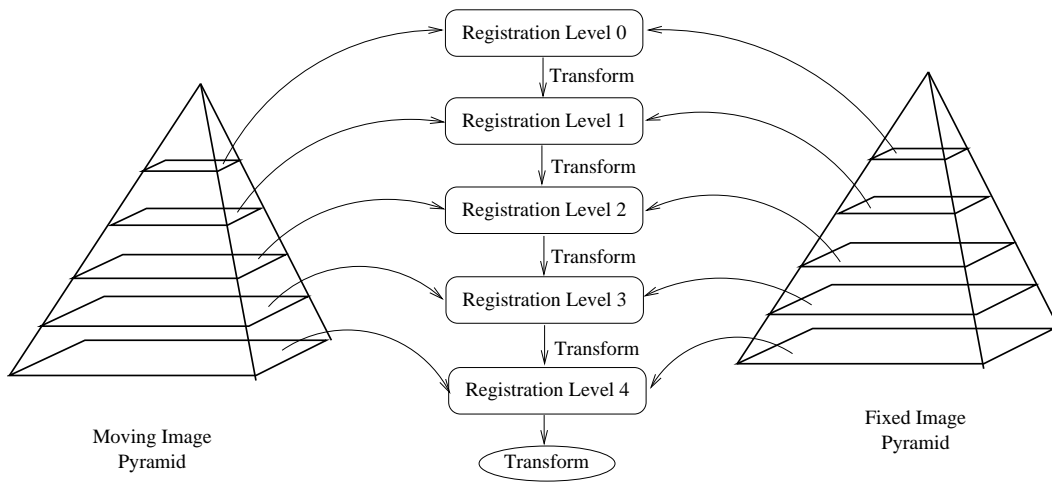 Registration Level 0
Transform
Registration Level 1
Transform
Registration Level 2
Transform
Registration Level 3
Transform
Registration Level 4
Transform
Moving Image
Pyramid
Fixed Image
Pyramid